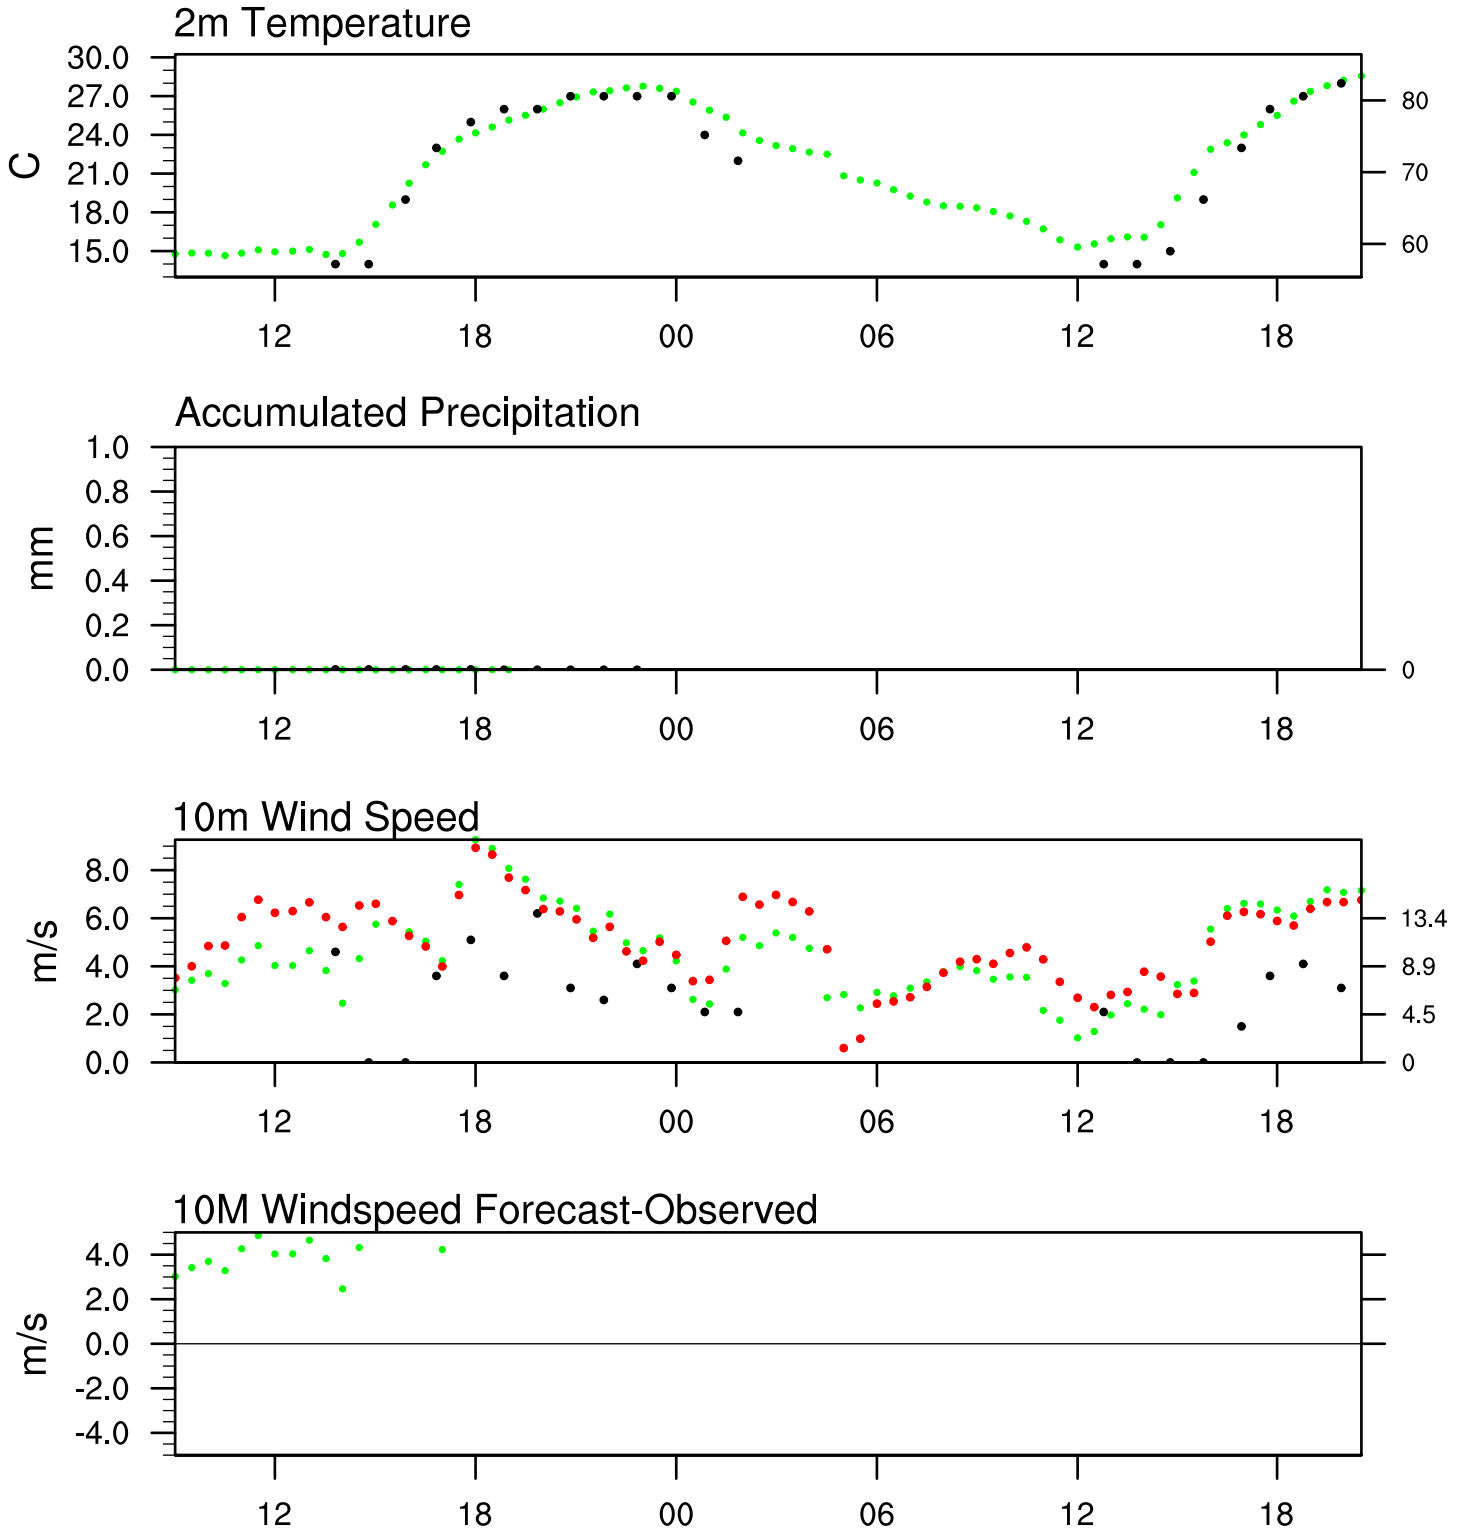 2m Temperature
30.0
27.0
24.0
21.0
18.0
15.0
C
80
70
60
12 18 00 06 12 18
Accumulated Precipitation
1.0
0.8
0.6
0.4
0.2
0.0
mm
0
12 18 00 06 12 18
10m Wind Speed
8.0
6.0
4.0
2.0
0.0
m/s
13.4
8.9
4.5
0
12 18 00 06 12 18
10M Windspeed Forecast-Observed
4.0
2.0
0.0
-2.0
-4.0
m/s
12 18 00 06 12 18